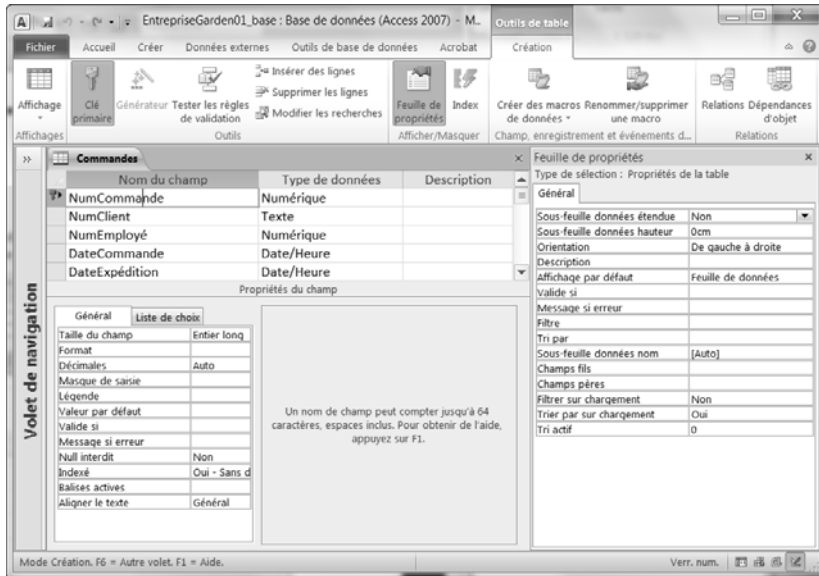 EntrepriseGarden01_base : Base de données (Access 2007) - M...
Outils de table
Fichier Accueil Créer Données externes Outils de base de données Acrobat Création
Affichage
Clé primaire
Générateur
Tester les règles de validation
Insérer des lignes
Supprimer les lignes
Modifier les recherches
Feuille de propriétés
Index
Créer des macros de données
Renommer/supprimer une macro
Relations
Dépendances d'objet
Affichages Outils Afficher/Masquer Champ, enregistrement et événements d... Relations
Volet de navigation
Commandes
Nom du champ Type de données Description
NumCommande Numérique
NumClient Texte
NumEmployé Numérique
DateCommande Date/Heure
DateExpédition Date/Heure
Propriétés du champ
Général Liste de choix
Taille du champ Entier long
Format
Décimales Auto
Masque de saisie
Légende
Valeur par défaut
Valide si
Message si erreur
Null interdit Non
Indexé Oui - Sans d
Balises actives
Aligner le texte Général
Un nom de champ peut compter jusqu'à 64
caractères, espaces inclus. Pour obtenir de l'aide,
appuyez sur F1.
Feuille de propriétés
Type de sélection : Propriétés de la table
Général
Sous-feuille données étendue Non
Sous-feuille données hauteur 0cm
Orientation De gauche à droite
Description
Affichage par défaut Feuille de données
Valide si
Message si erreur
Filtre
Tri par
Sous-feuille données nom [Auto]
Champs fils
Champs pères
Filtrer sur chargement Non
Trier par sur chargement Oui
Tri actif 0
Mode Création. F6 = Autre volet. F1 = Aide. Verr. num.